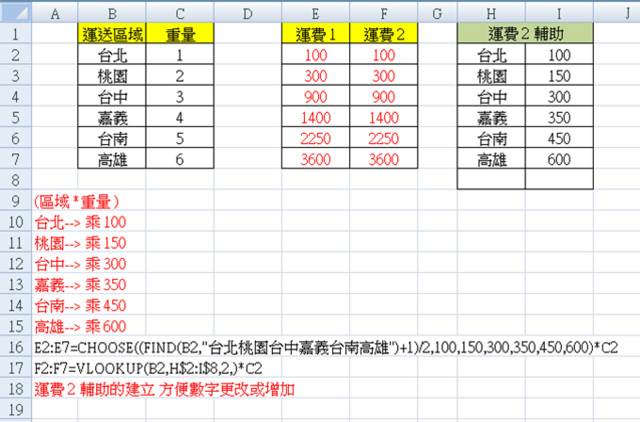 A B C D E F G H I J
1 運送區域 重量 運費1 運費2 運費2 輔助
2 台北 1 100 100 台北 100
3 桃園 2 300 300 桃園 150
4 台中 3 900 900 台中 300
5 嘉義 4 1400 1400 嘉義 350
6 台南 5 2250 2250 台南 450
7 高雄 6 3600 3600 高雄 600
8
9 (區域*重量)
10 台北--> 乘100
11 桃園--> 乘150
12 台中--> 乘300
13 嘉義--> 乘350
14 台南--> 乘450
15 高雄--> 乘600
16 E2:E7=CHOOSE((FIND(B2,"台北桃園台中嘉義台南高雄")+1)/2,100,150,300,350,450,600)*C2
17 F2:F7=VLOOKUP(B2,H$2:I$8,2,)*C2
18 運費2 輔助的建立 方便數字更改或增加
19